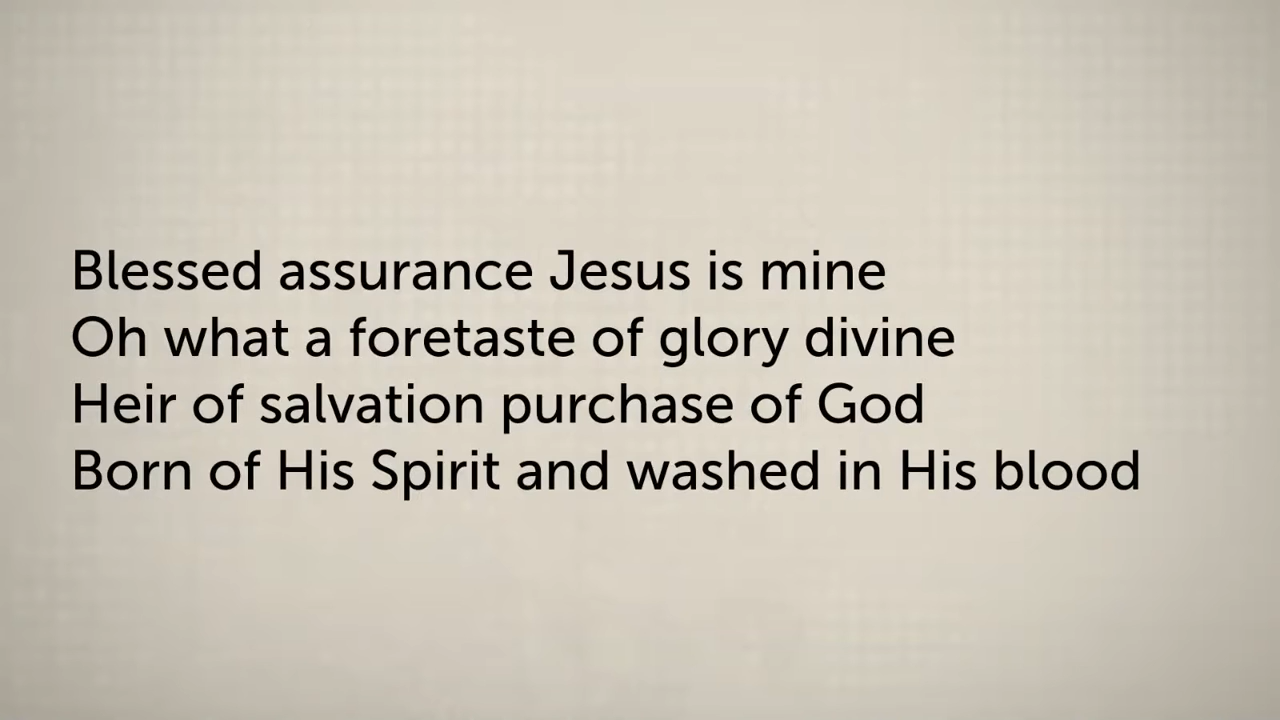 Blessed assurance Jesus is mine
Oh what a foretaste of glory divine
Heir of salvation purchase of God
Born of His Spirit and washed in His blood